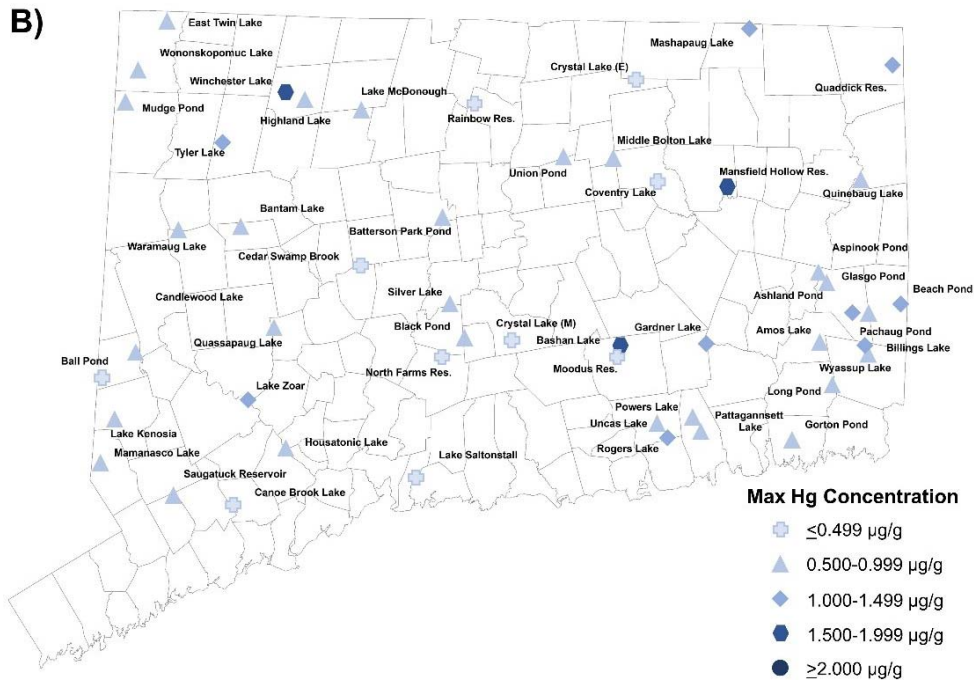 B)
East Twin Lake
Mashapaug Lake
Wononskopomuc Lake
Crystal Lake (E)
Winchester Lake
Quaddick Res.
Lake McDonough
Mudge Pond
Highland Lake
Rainbow Res.
Middle Bolton Lake
Tyler Lake
Union Pond
Mansfield Hollow Res.
Coventry Lake
Quinebaug Lake
Bantam Lake
Batterson Park Pond
Waramaug Lake
Aspinook Pond
Cedar Swamp Brook
Glasgo Pond
Beach Pond
Candlewood Lake
Silver Lake
Ashland Pond
Crystal Lake (M)
Gardner Lake
Black Pond
Amos Lake
Pachaug Pond
Quassapaug Lake
Bashan Lake
Billings Lake
Ball Pond
North Farms Res.
Moodus Res.
Wyassup Lake
Lake Zoar
Long Pond
Powers Lake
Pattagannsett
Lake
Uncas Lake
Gorton Pond
Lake Kenosia
Housatonic Lake
Rogers Lake
Mamanasco Lake
Lake Saltonstall
Saugatuck Reservoir
Canoe Brook Lake
Max Hg Concentration
≤0.499 µg/g
0.500-0.999 µg/g
1.000-1.499 µg/g
1.500-1.999 µg/g
≥2.000 µg/g